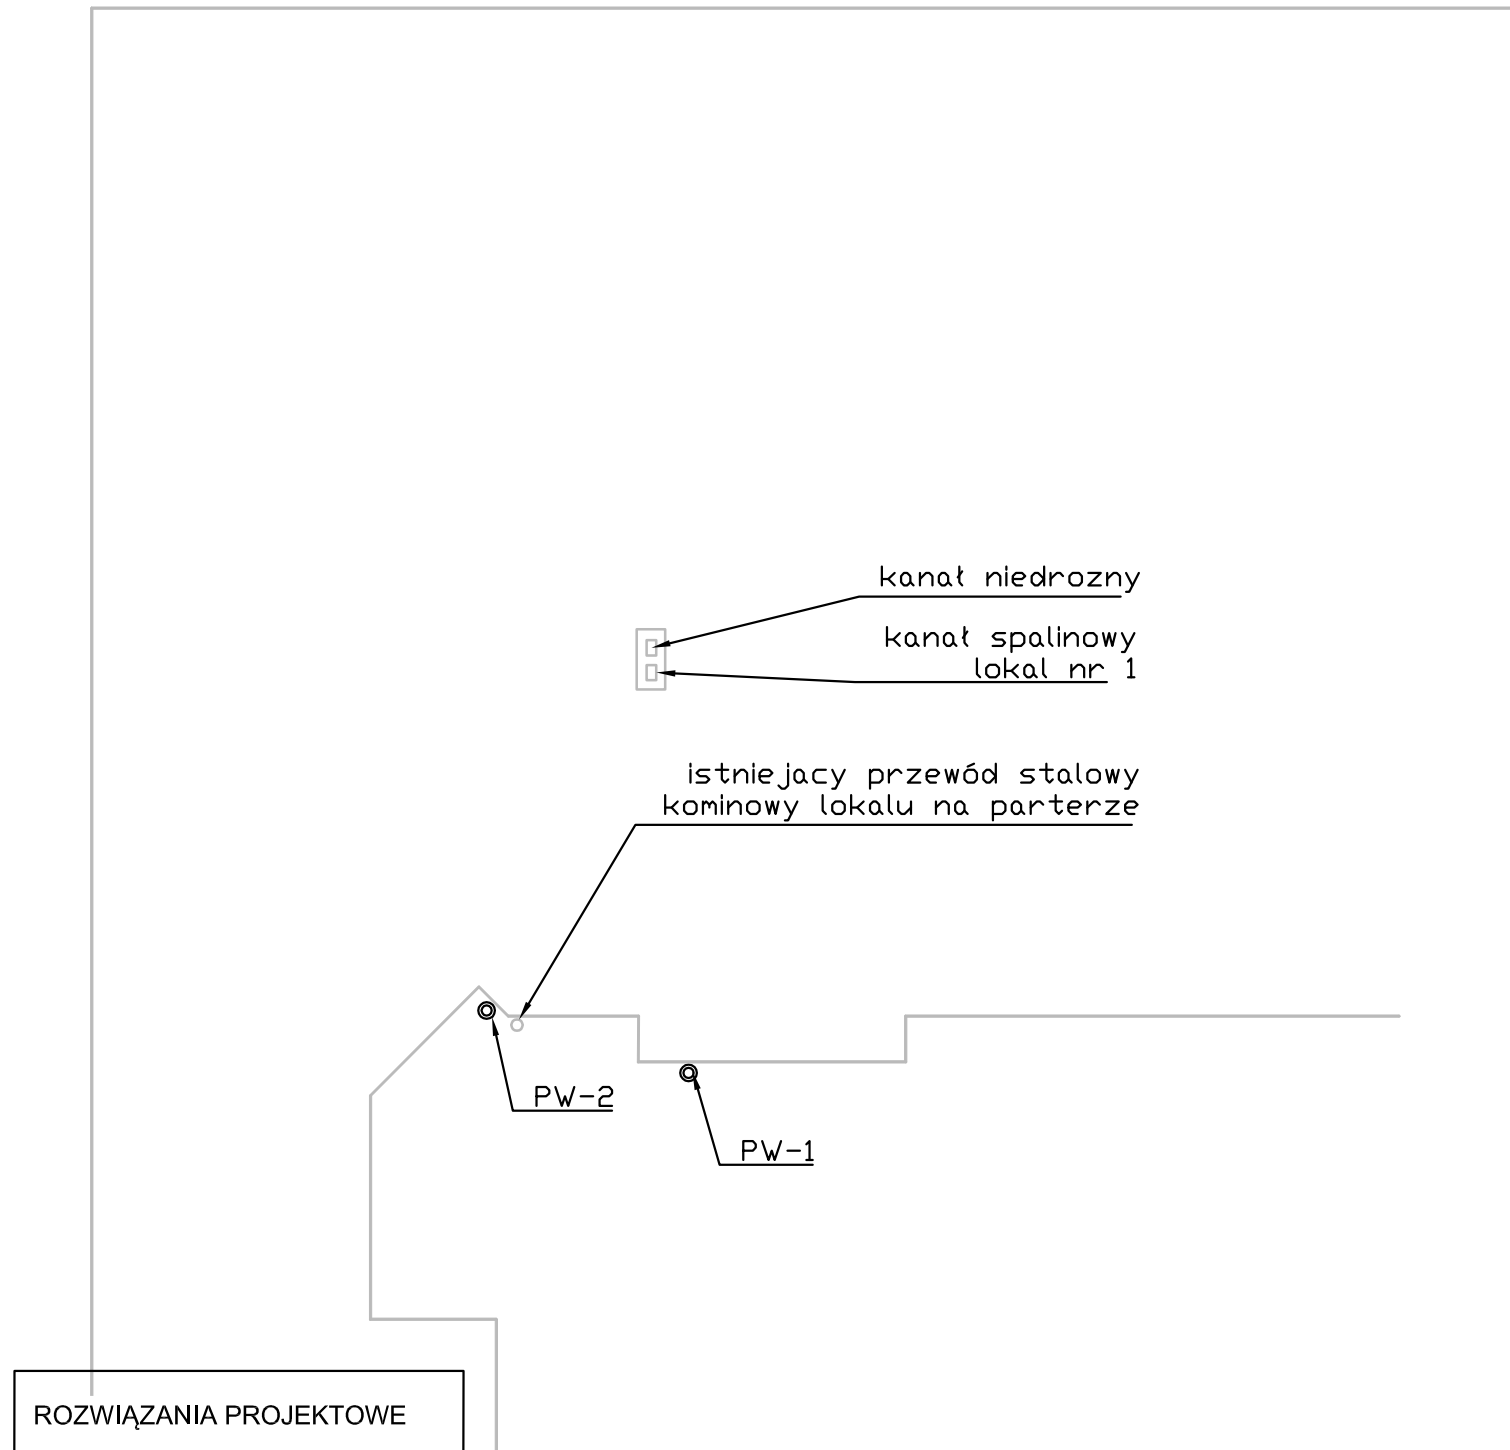 kanał niedrozny
kanał spalinowy
lokal nr 1
istniejacy przewód stalowy
kominowy lokalu na parterze
PW-2
PW-1
ROZWIĄZANIA PROJEKTOWE